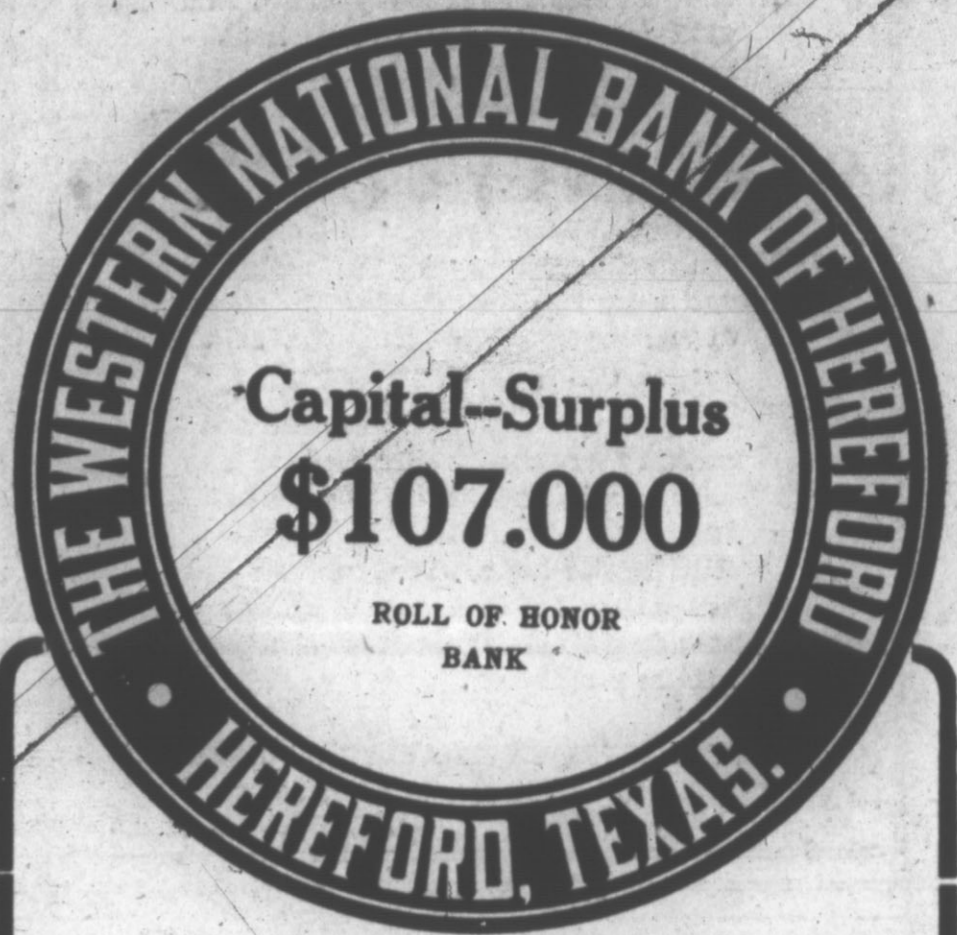 THE WESTERN NATIONAL BANK OF HEREFORD
Capital--Surplus
$107.000
ROLL OF HONOR
BANK
HEREFORD, TEXAS.